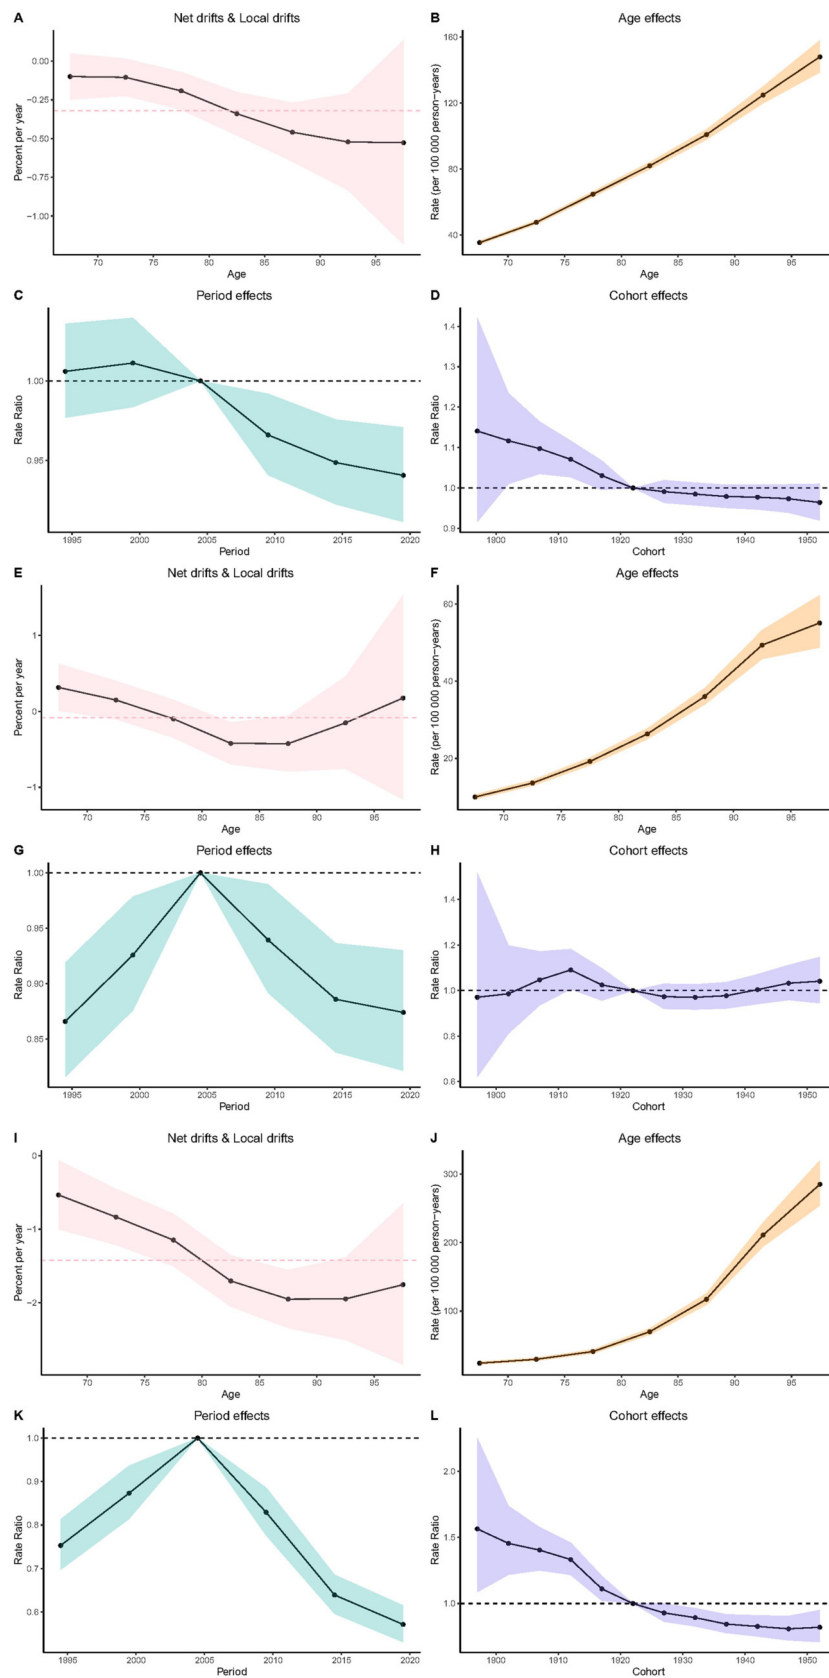 A Net drifts & Local drifts
Percent per year
0.00
−0.25
−0.50
−0.75
−1.00
70 75 80 85 90 95
Age
B Age effects
Rate (per 100 000 person−years)
160
120
80
40
70 75 80 85 90 95
Age
C Period effects
Rate Ratio
1.00
0.95
1995 2000 2005 2010 2015 2020
Period
D Cohort effects
Rate Ratio
1.4
1.3
1.2
1.1
1.0
0.9
1900 1910 1920 1930 1940 1950
Cohort
E Net drifts & Local drifts
Percent per year
1
0
−1
70 75 80 85 90 95
Age
F Age effects
Rate (per 100 000 person−years)
60
40
20
70 75 80 85 90 95
Age
G Period effects
Rate Ratio
1.00
0.95
0.90
0.85
1995 2000 2005 2010 2015 2020
Period
H Cohort effects
Rate Ratio
1.4
1.2
1.0
0.8
0.6
1900 1910 1920 1930 1940 1950
Cohort
I Net drifts & Local drifts
Percent per year
0
−1
−2
70 75 80 85 90 95
Age
J Age effects
Rate (per 100 000 person−years)
300
200
100
70 75 80 85 90 95
Age
K Period effects
Rate Ratio
1.0
0.9
0.8
0.7
0.6
1995 2000 2005 2010 2015 2020
Period
L Cohort effects
Rate Ratio
2.0
1.5
1.0
1900 1910 1920 1930 1940 1950
Cohort